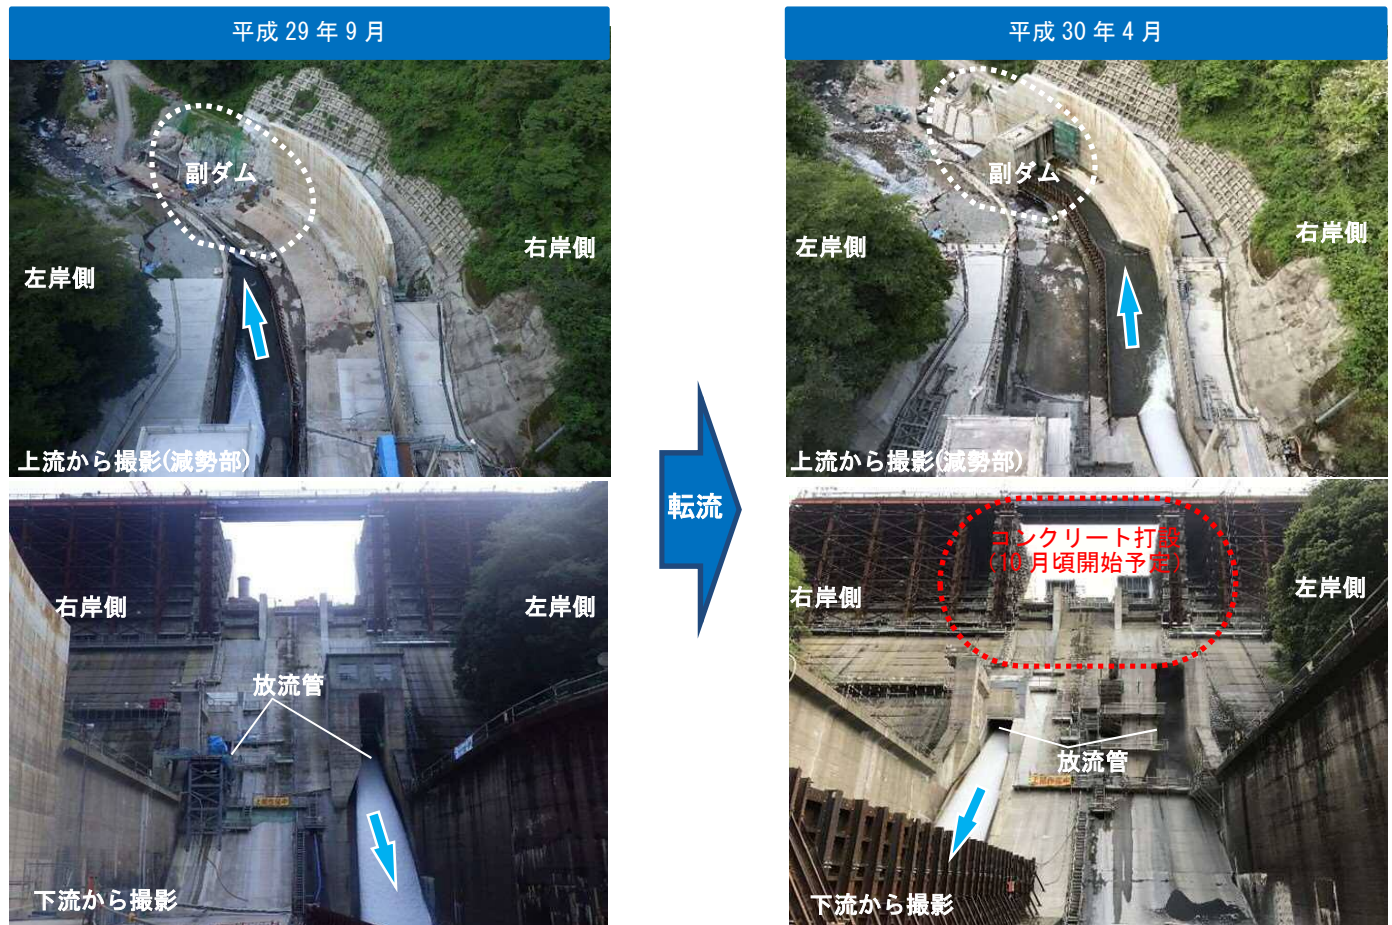 平成 29 年 9 月
副ダム
左岸側
右岸側
上流から撮影(減勢部)
右岸側
左岸側
放流管
下流から撮影
転流
平成 30 年 4 月
副ダム
左岸側
右岸側
上流から撮影(減勢部)
コンクリート打設
(10 月頃開始予定)
右岸側
左岸側
放流管
下流から撮影